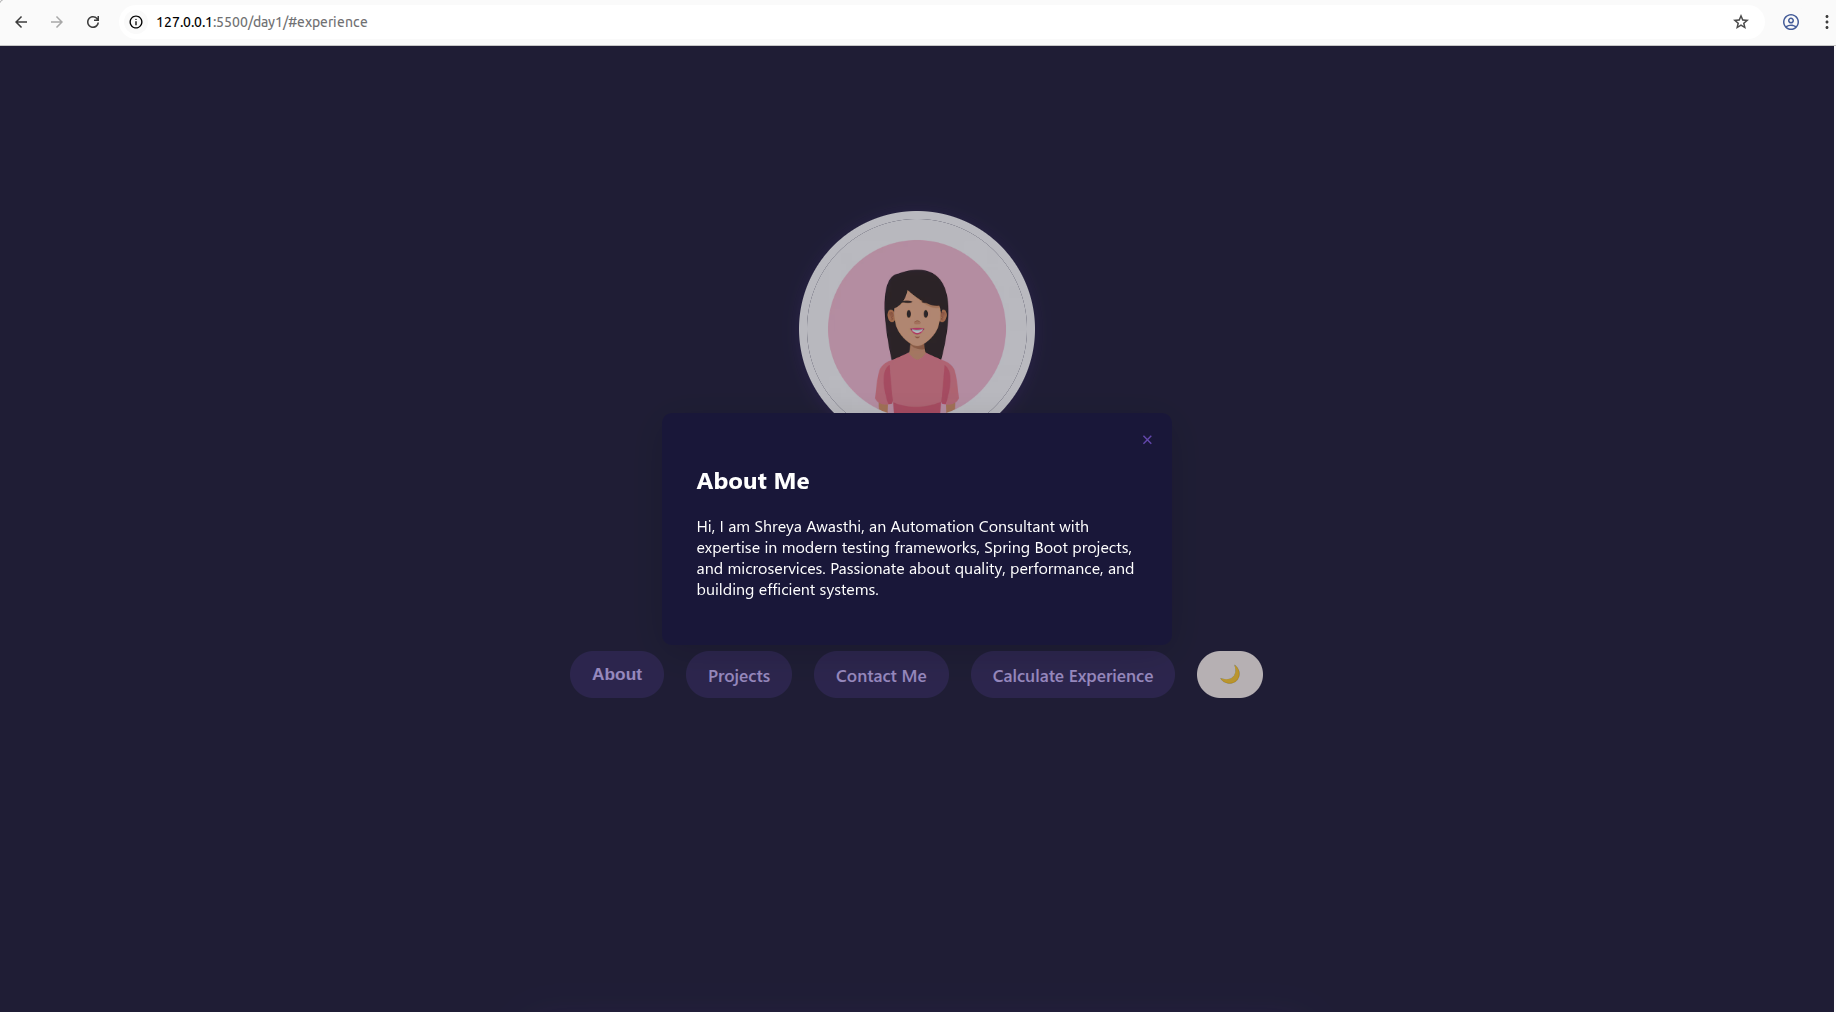 127.0.0.1:5500/day1/#experience
About Me
Hi, I am Shreya Awasthi, an Automation Consultant with
expertise in modern testing frameworks, Spring Boot projects,
and microservices. Passionate about quality, performance, and
building efficient systems.
About
Projects
Contact Me
Calculate Experience